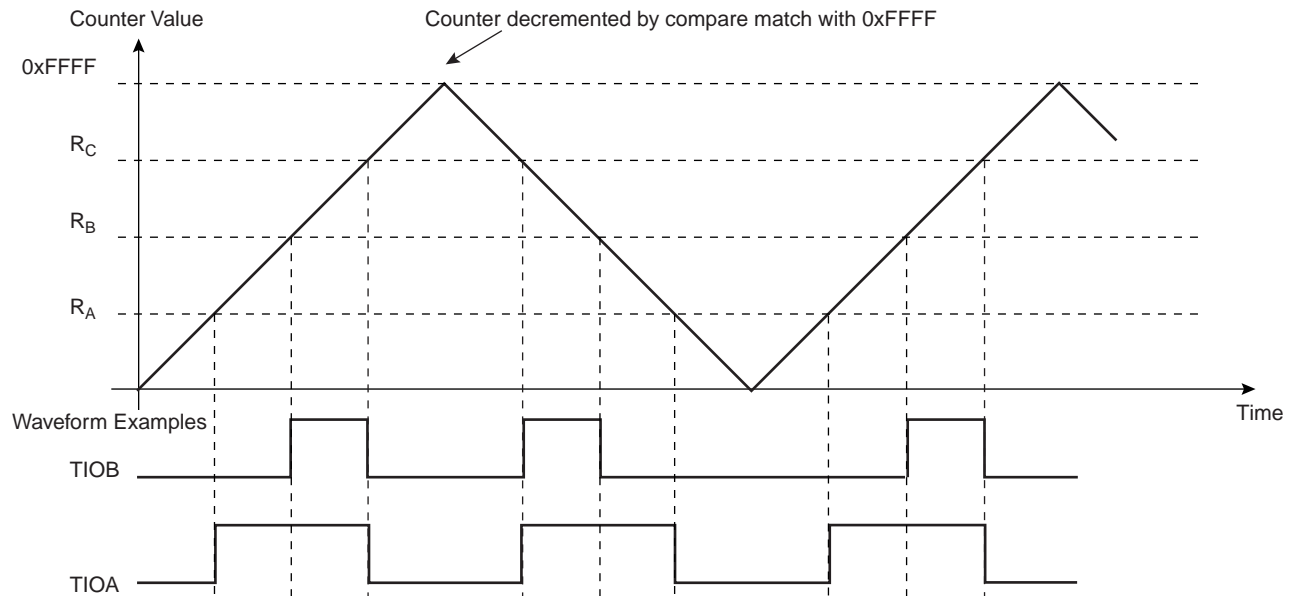 Counter Value
Counter decremented by compare match with 0xFFFF
0xFFFF
RC
RB
RA
Time
Waveform Examples
TIOB
TIOA